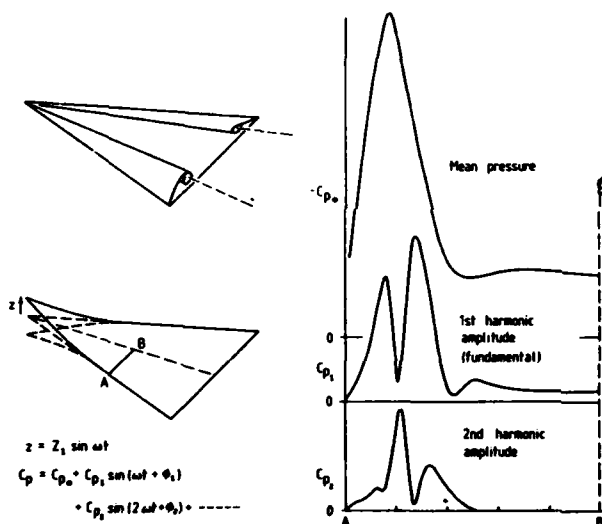 Mean pressure
-Cp₀
z
1st harmonic
amplitude
(fundamental)
0
B
A
Cp₁
0
2nd harmonic
amplitude
z = Z₁ sin ωt
Cp = Cp₀ + Cp₁ sin(ωt + ϕ₁)
+ Cp₂ sin(2ωt + ϕ₂) + -----
Cp₂
0
A